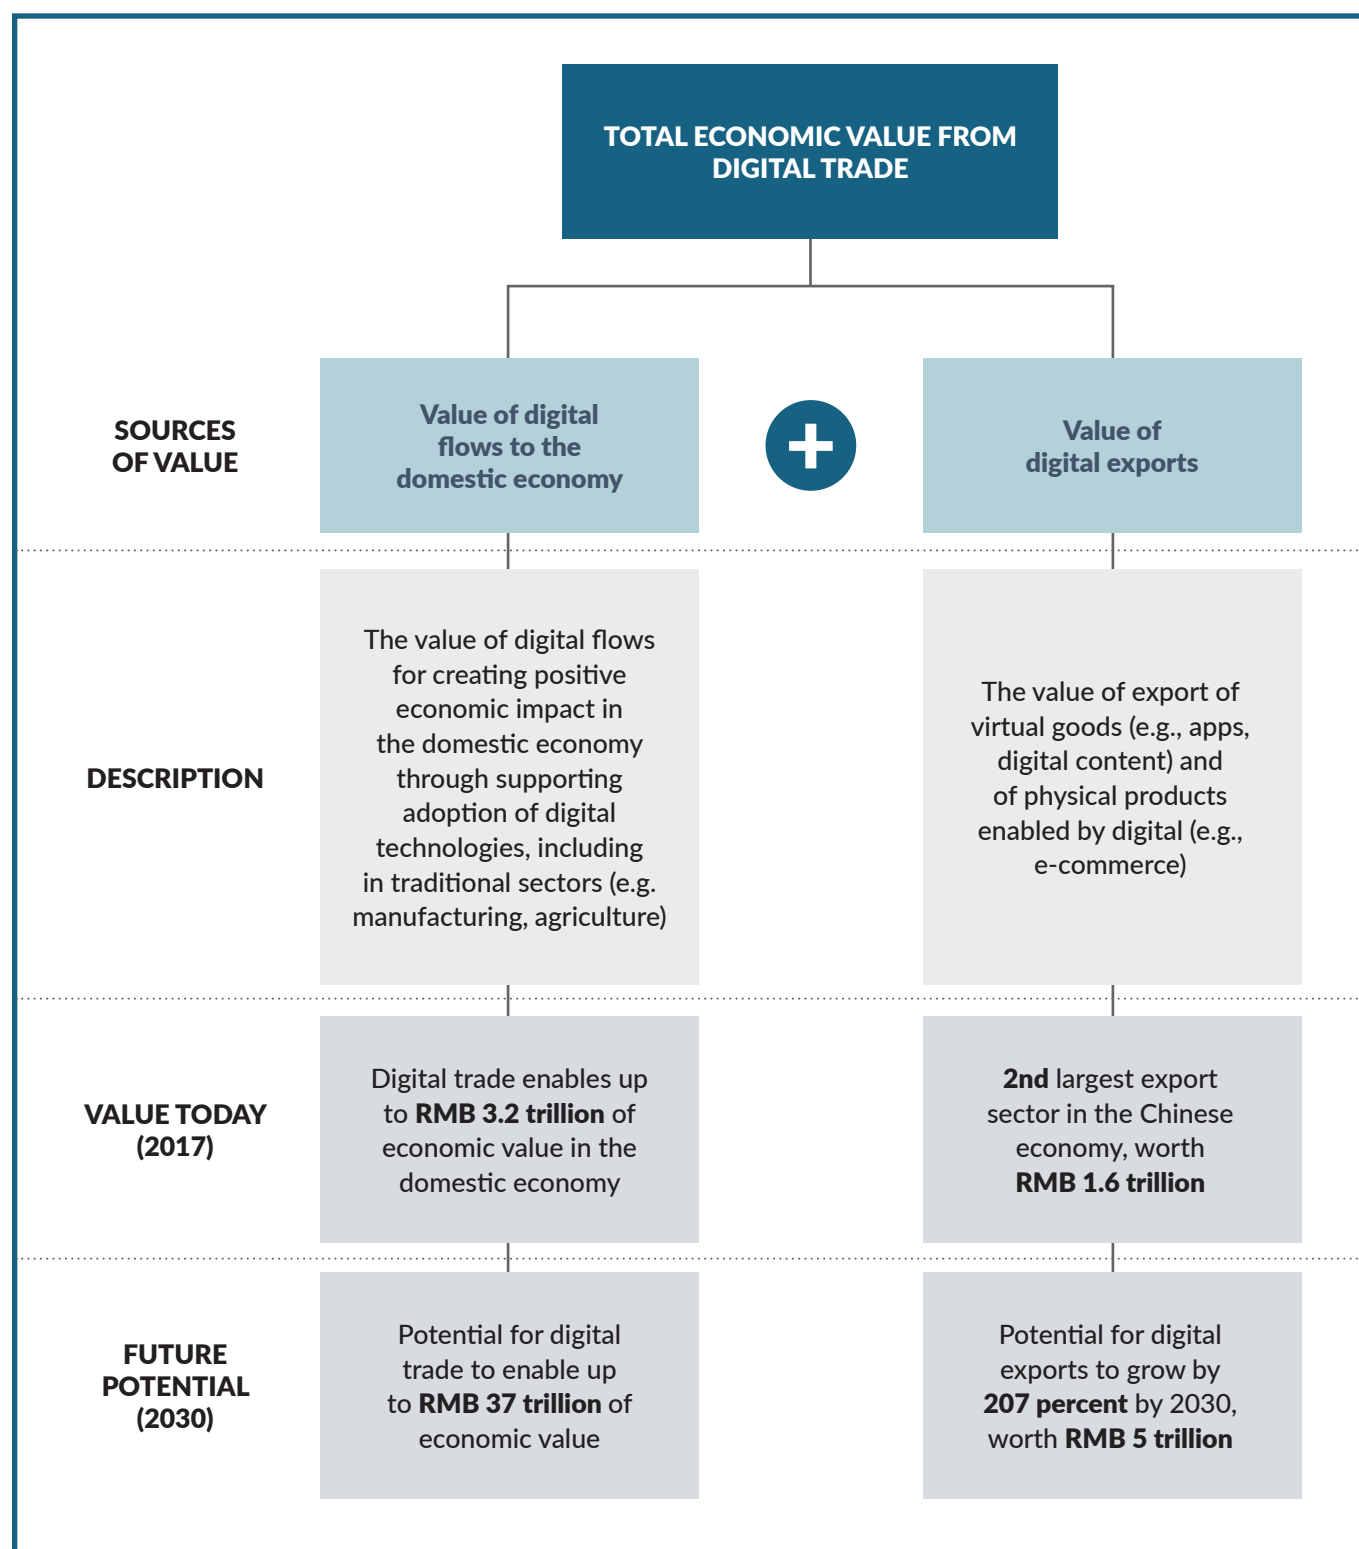 TOTAL ECONOMIC VALUE FROM
DIGITAL TRADE
SOURCES
OF VALUE
Value of digital
flows to the
domestic economy
Value of
digital exports
DESCRIPTION
The value of digital flows
for creating positive
economic impact in
the domestic economy
through supporting
adoption of digital
technologies, including
in traditional sectors (e.g.
manufacturing, agriculture)
The value of export of
virtual goods (e.g., apps,
digital content) and
of physical products
enabled by digital (e.g.,
e-commerce)
VALUE TODAY
(2017)
Digital trade enables up
to RMB 3.2 trillion of
economic value in the
domestic economy
2nd largest export
sector in the Chinese
economy, worth
RMB 1.6 trillion
FUTURE
POTENTIAL
(2030)
Potential for digital
trade to enable up
to RMB 37 trillion of
economic value
Potential for digital
exports to grow by
207 percent by 2030,
worth RMB 5 trillion